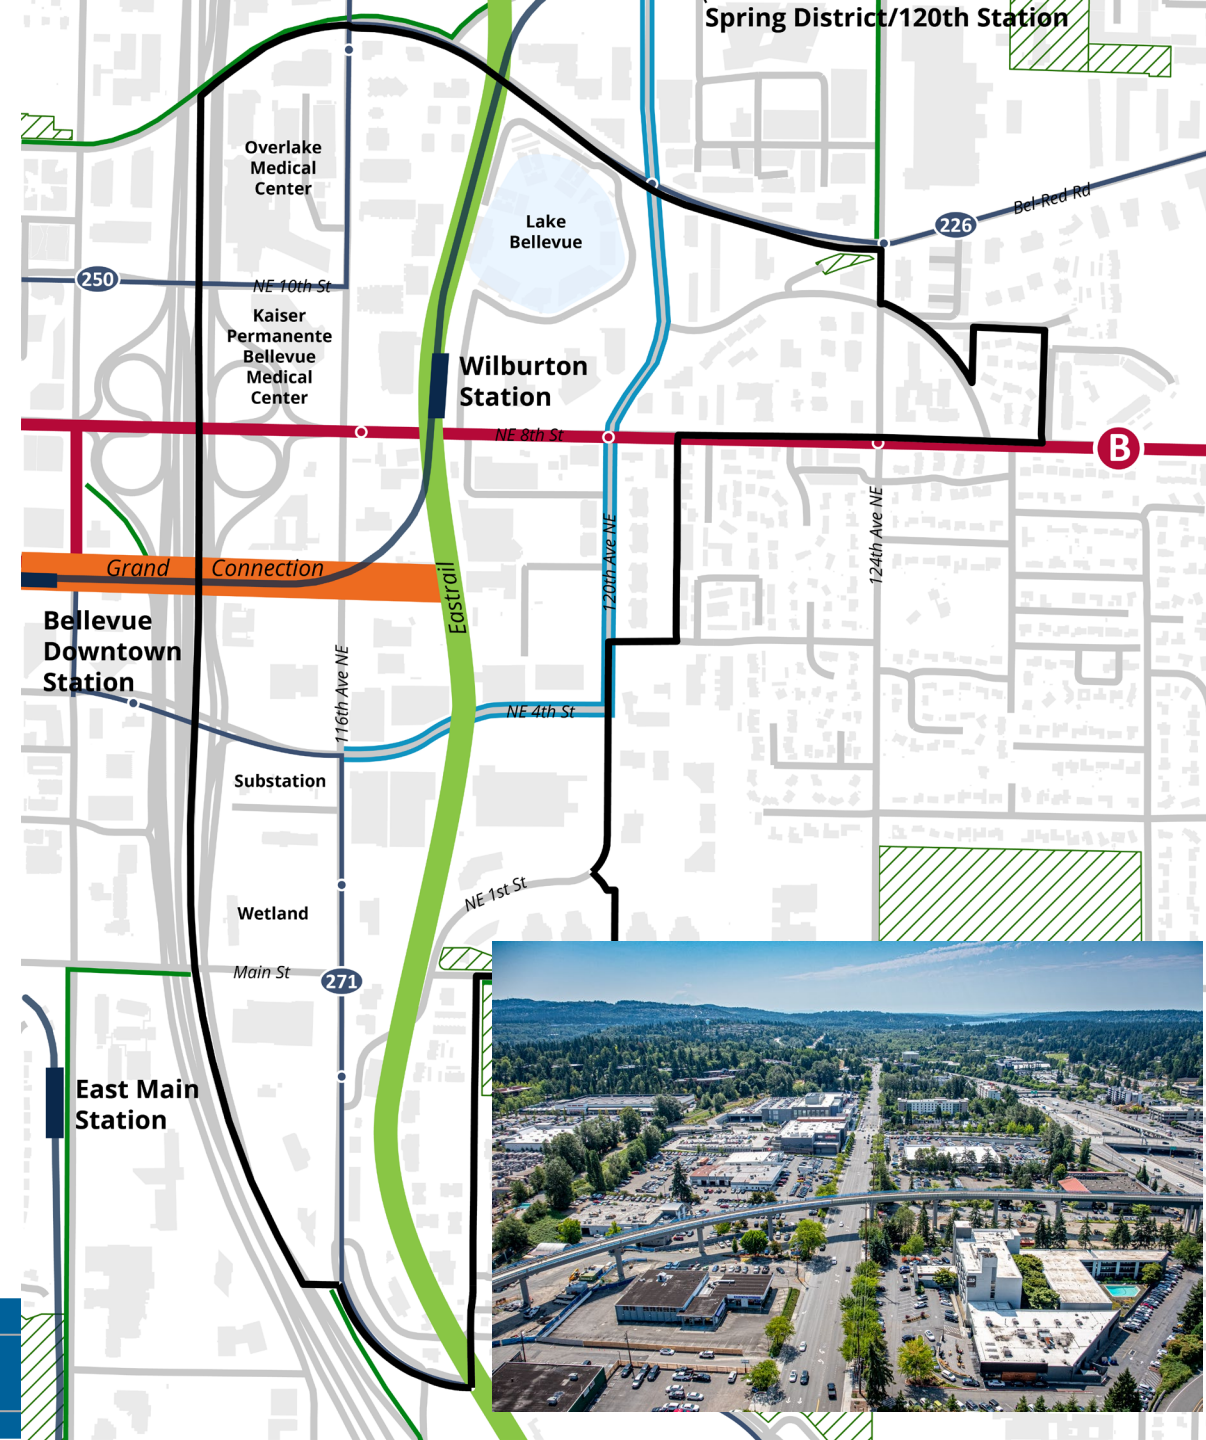 Spring District/120th Station
Overlake
Medical
Center
Lake
Bellevue
Bel-Red Rd
226
250
NE 10th St
Kaiser
Permanente
Bellevue
Medical
Center
Wilburton
Station
NE 8th St
B
124th Ave NE
120th Ave NE
Grand Connection
Eastrail
Bellevue
Downtown
Station
116th Ave NE
NE 4th St
Substation
NE 1st St
Wetland
Main St
271
East Main
Station